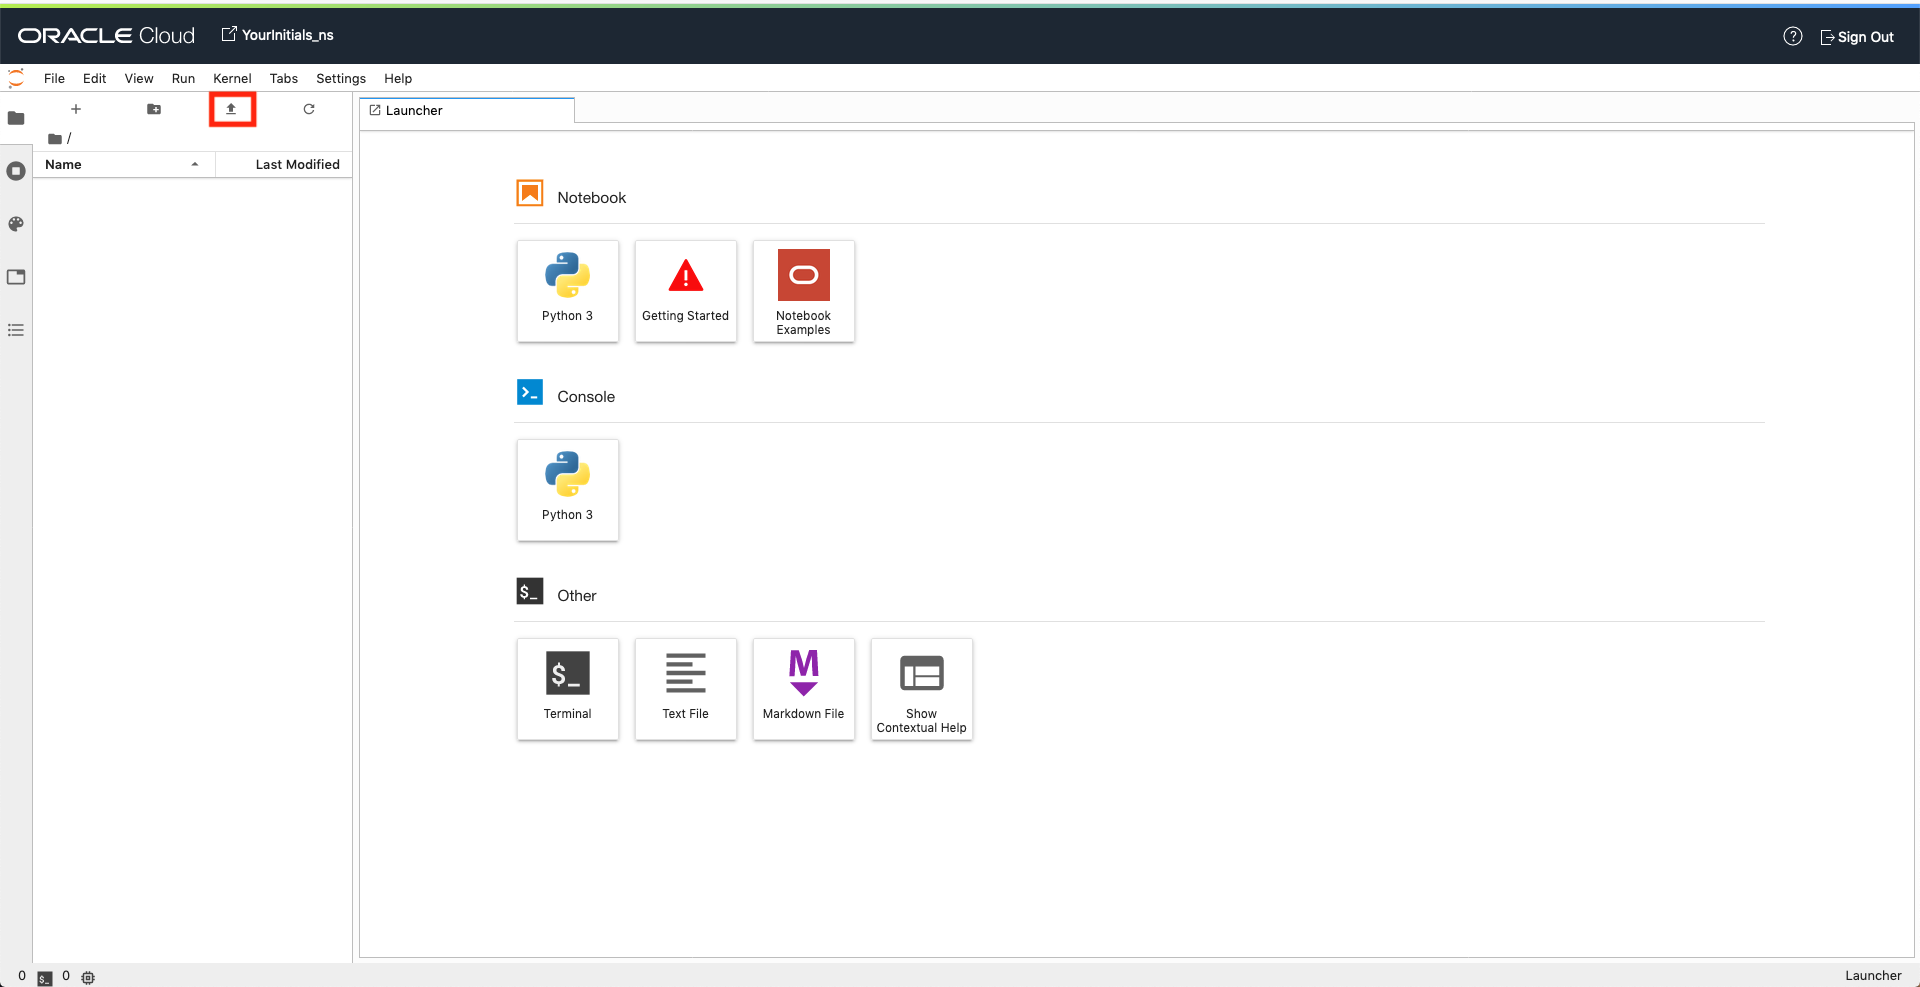 ORACLE Cloud YourInitials_ns ? Sign Out
File Edit View Run Kernel Tabs Settings Help
Launcher
/
Name Last Modified
Notebook
Python 3
Getting Started
Notebook
Examples
Console
Python 3
Other
$_ Terminal
Text File
Markdown File
Show
Contextual Help
0 $_ 0 Launcher